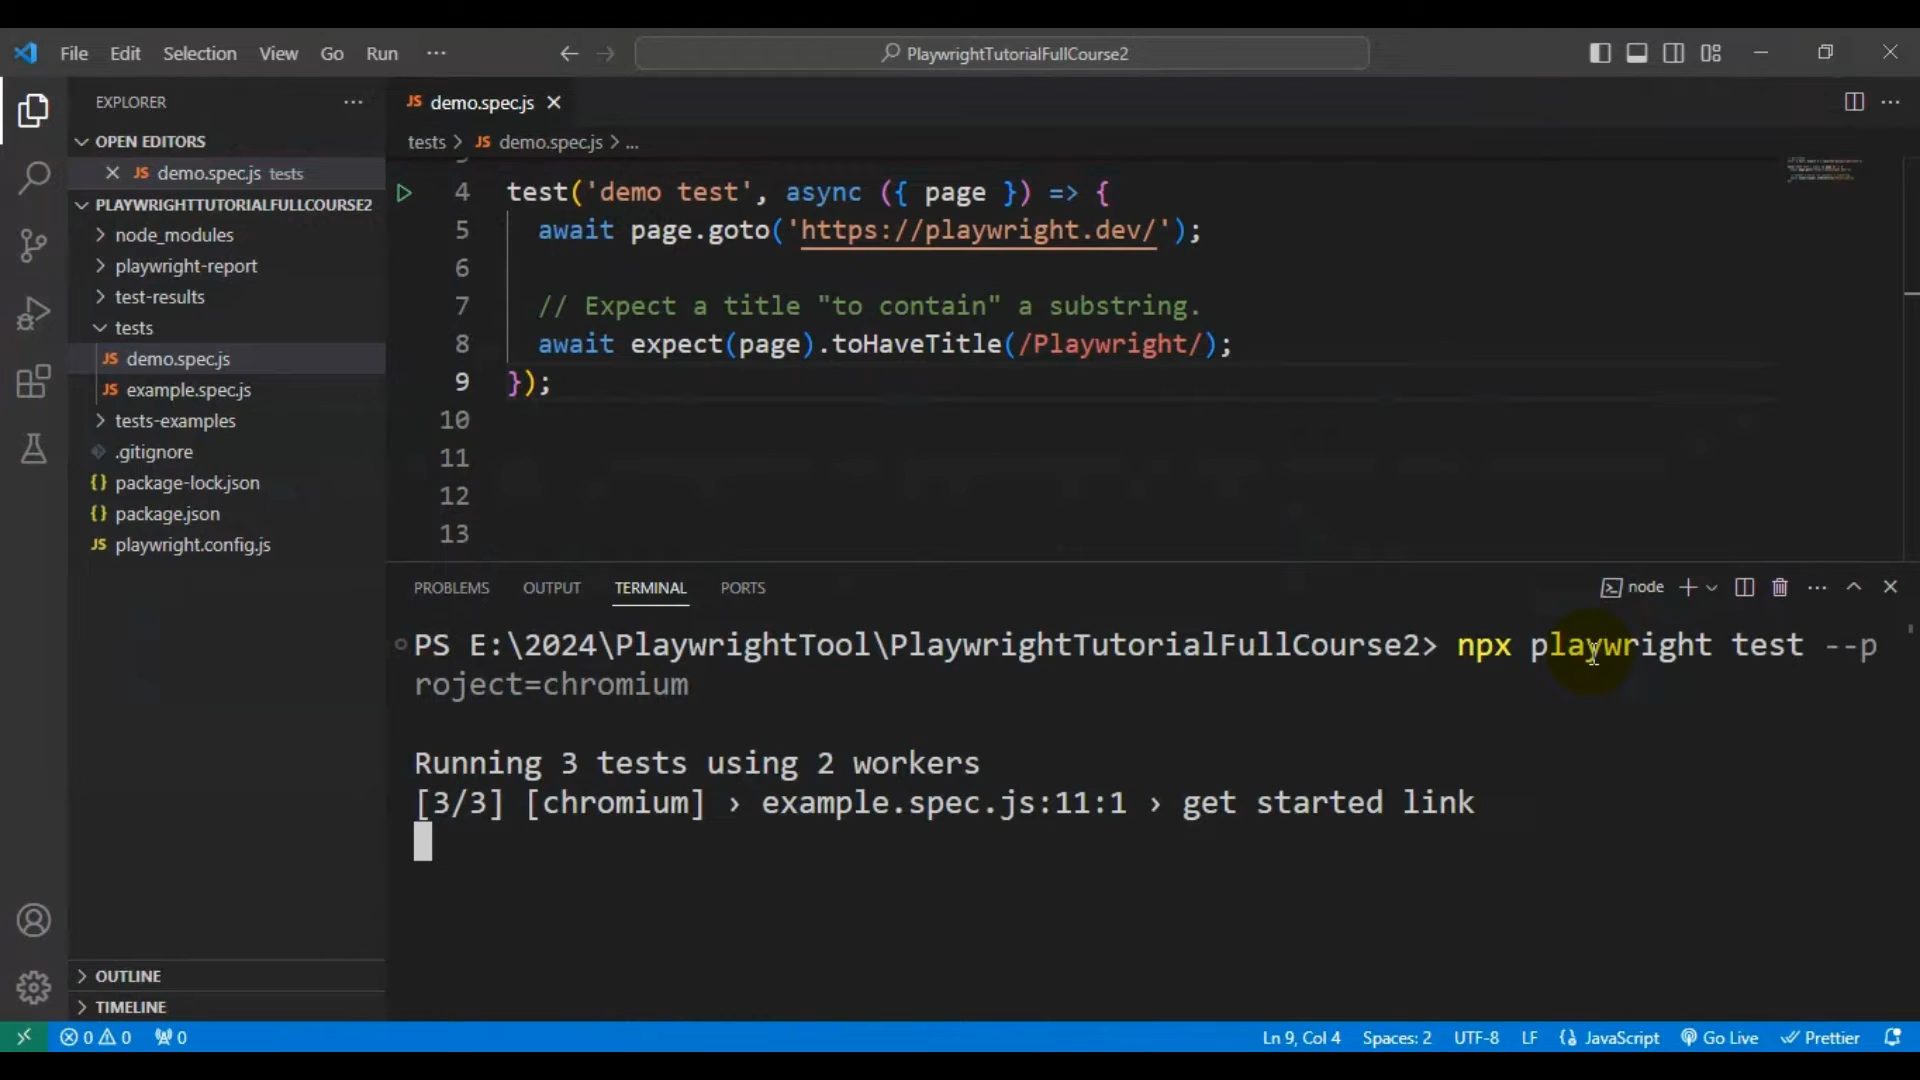 File Edit Selection View Go Run ···
PlaywrightTutorialFullCourse2
EXPLORER ···
OPEN EDITORS
JS demo.spec.js tests
PLAYWRIGHTTUTORIALFULLCOURSE2
node_modules
playwright-report
test-results
tests
JS demo.spec.js
JS example.spec.js
tests-examples
.gitignore
{} package-lock.json
{} package.json
JS playwright.config.js
OUTLINE
TIMELINE
JS demo.spec.js
tests > JS demo.spec.js > ...
4 test('demo test', async ({ page }) => {
5 await page.goto('https://playwright.dev/');
6
7 // Expect a title "to contain" a substring.
8 await expect(page).toHaveTitle(/Playwright/);
9 });
10
11
12
13
PROBLEMS OUTPUT TERMINAL PORTS
node
PS E:\2024\PlaywrightTool\PlaywrightTutorialFullCourse2> npx playwright test --p
roject=chromium
Running 3 tests using 2 workers
[3/3] [chromium] › example.spec.js:11:1 › get started link
0 0 0
Ln 9, Col 4 Spaces: 2 UTF-8 LF {} JavaScript Go Live Prettier